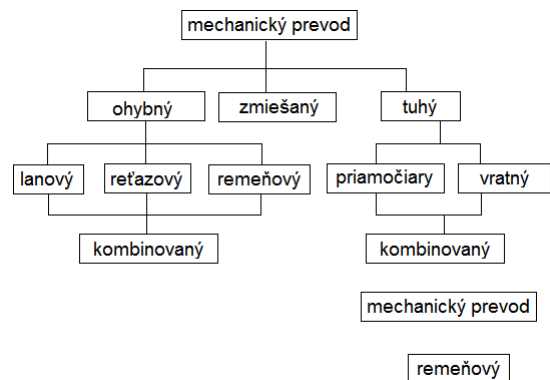 mechanický prevod
ohybný
zmiešaný
tuhý
lanový
reťazový
remeňový
priamočiary
vratný
kombinovaný
kombinovaný
mechanický prevod
remeňový